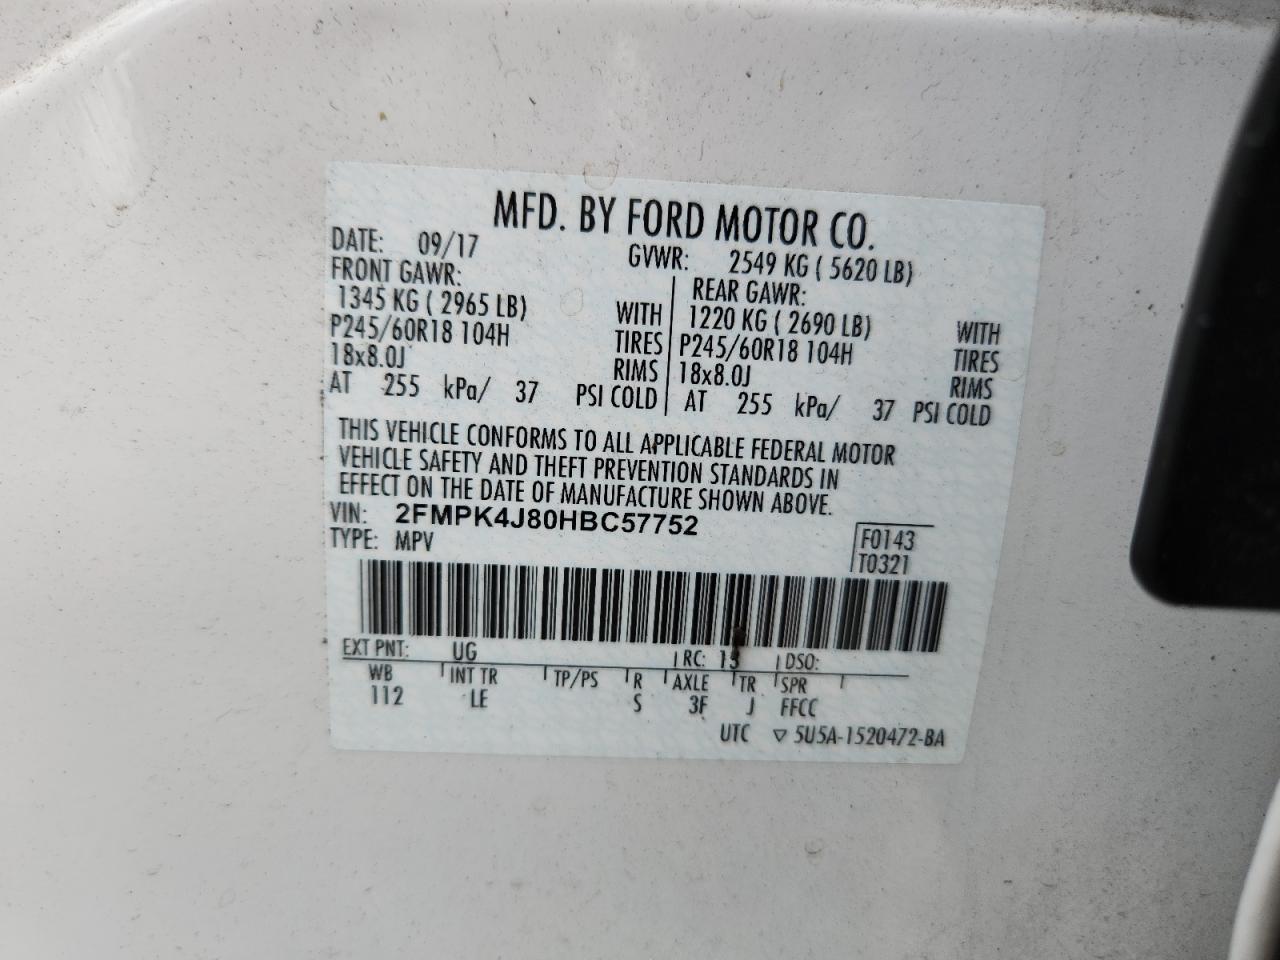 MFD. BY FORD MOTOR CO.
DATE: 09/17 GVWR: 2549 KG ( 5620 LB)
FRONT GAWR: REAR GAWR:
1345 KG ( 2965 LB) WITH 1220 KG ( 2690 LB) WITH
P245/60R18 104H TIRES P245/60R18 104H TIRES
18x8.0J RIMS 18x8.0J RIMS
AT 255 kPa/ 37 PSI COLD AT 255 kPa/ 37 PSI COLD
THIS VEHICLE CONFORMS TO ALL APPLICABLE FEDERAL MOTOR
VEHICLE SAFETY AND THEFT PREVENTION STANDARDS IN
EFFECT ON THE DATE OF MANUFACTURE SHOWN ABOVE.
VIN: 2FMPK4J80HBC57752 F0143
TYPE: MPV T0321
EXT PNT: UG RC: 13 DSO:
WB INT TR TP/PS R AXLE TR SPR
112 LE S 3F J FFCC
UTC ▽ 5U5A-1520472-BA